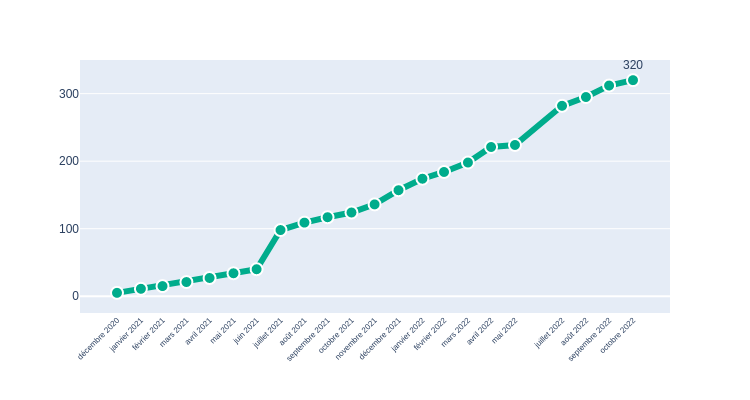 320
300
200
100
0
décembre 2020
janvier 2021
février 2021
mars 2021
avril 2021
mai 2021
juin 2021
juillet 2021
août 2021
septembre 2021
octobre 2021
novembre 2021
décembre 2021
janvier 2022
février 2022
mars 2022
avril 2022
mai 2022
juillet 2022
août 2022
septembre 2022
octobre 2022